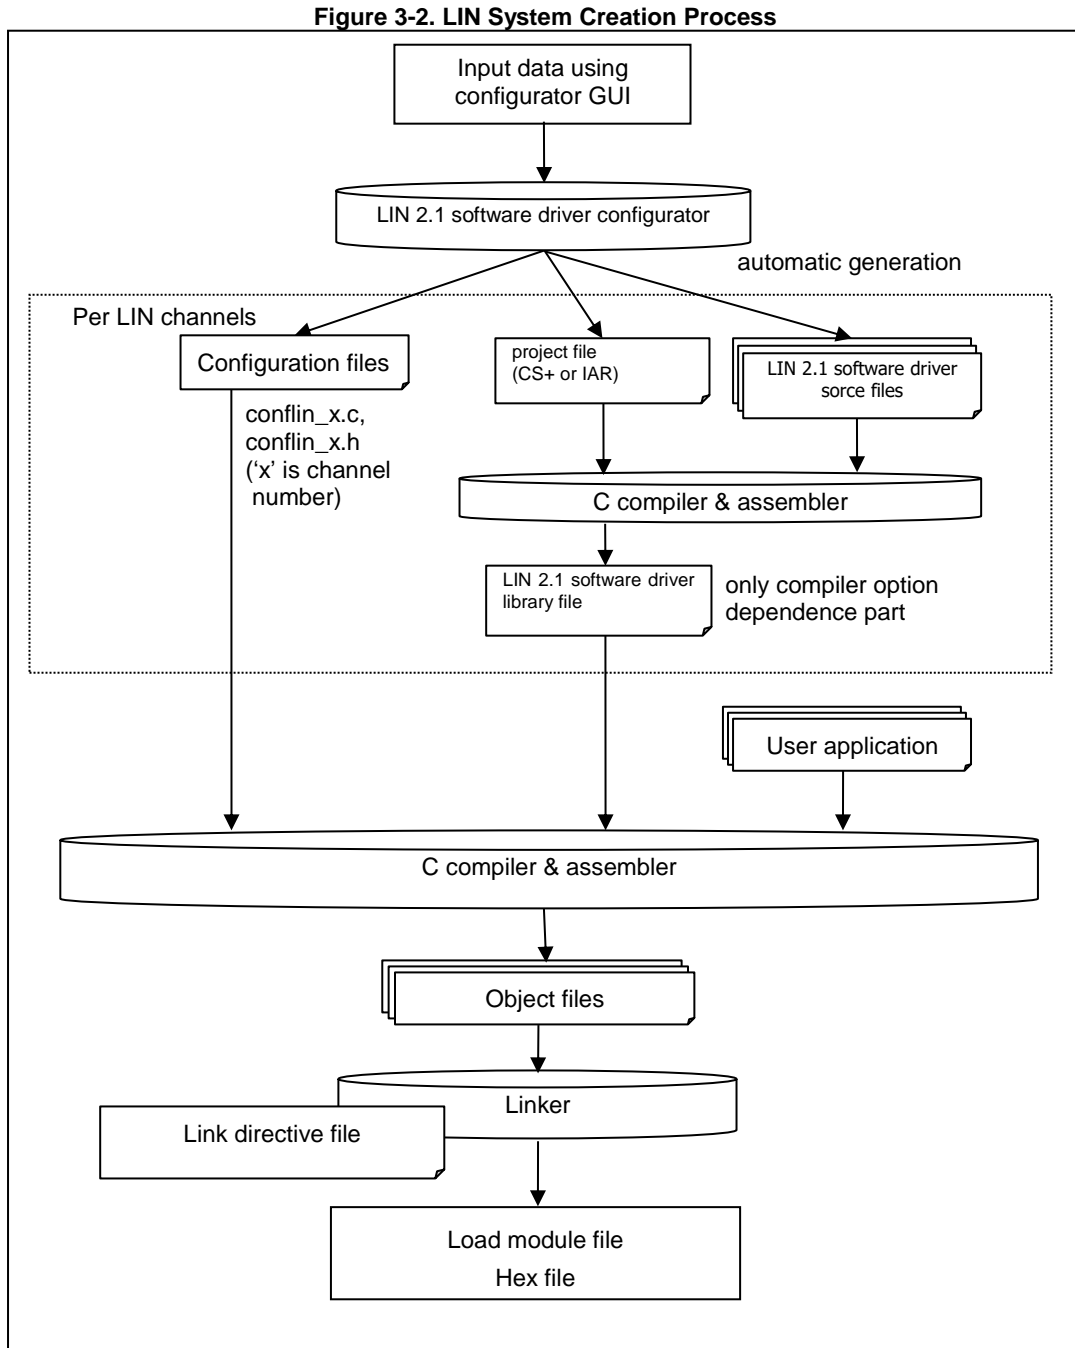 Figure 3-2. LIN System Creation Process
Input data using
configurator GUI
LIN 2.1 software driver configurator
automatic generation
Per LIN channels
Configuration files
project file
(CS+ or IAR)
LIN 2.1 software driver
sorce files
conflin_x.c,
conflin_x.h
(‘x’ is channel
number)
C compiler & assembler
LIN 2.1 software driver
library file
only compiler option
dependence part
User application
C compiler & assembler
Object files
Linker
Link directive file
Load module file
Hex file